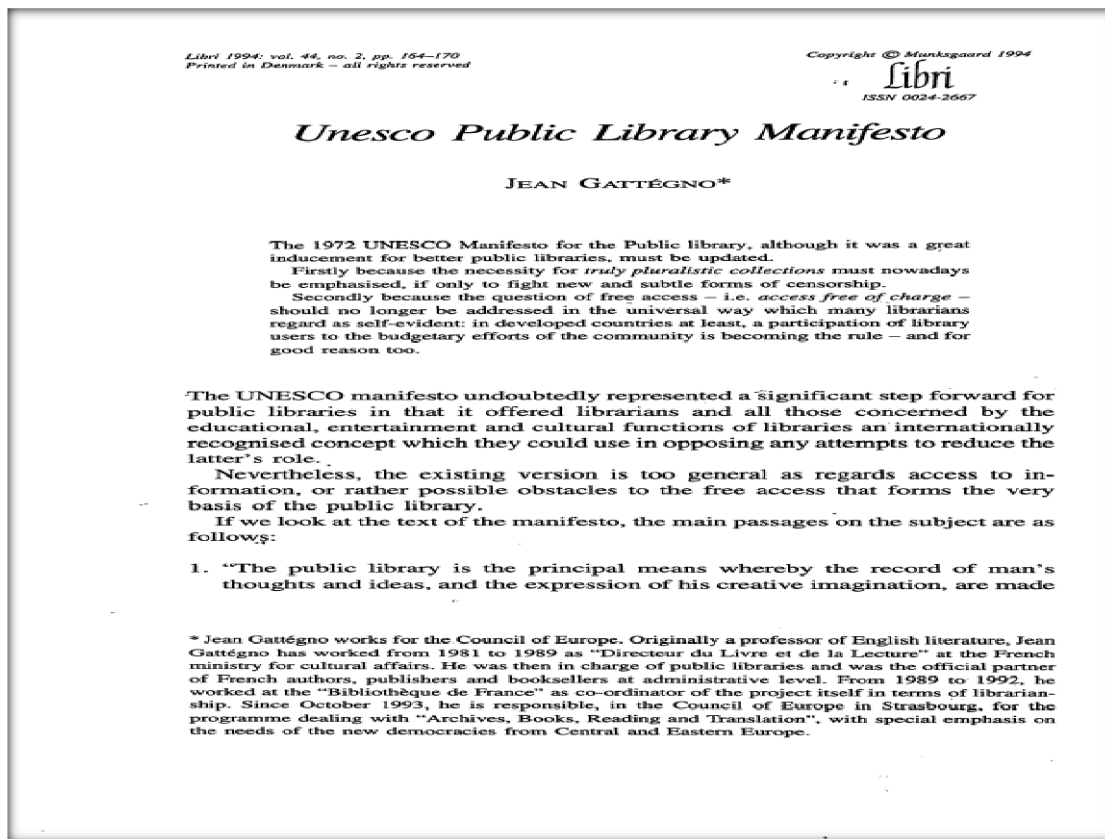 Libri 1994: vol. 44, no. 2, pp. 164–170
Printed in Denmark – all rights reserved
Copyright © Munksgaard 1994
Libri
ISSN 0024-2667
Unesco Public Library Manifesto
JEAN GATTÉGNO*
The 1972 UNESCO Manifesto for the Public library, although it was a great
inducement for better public libraries, must be updated.
Firstly because the necessity for truly pluralistic collections must nowadays
be emphasised, if only to fight new and subtle forms of censorship.
Secondly because the question of free access – i.e. access free of charge –
should no longer be addressed in the universal way which many librarians
regard as self-evident: in developed countries at least, a participation of library
users to the budgetary efforts of the community is becoming the rule – and for
good reason too.
The UNESCO manifesto undoubtedly represented a significant step forward for
public libraries in that it offered librarians and all those concerned by the
educational, entertainment and cultural functions of libraries an internationally
recognised concept which they could use in opposing any attempts to reduce the
latter's role.
Nevertheless, the existing version is too general as regards access to in-
formation, or rather possible obstacles to the free access that forms the very
basis of the public library.
If we look at the text of the manifesto, the main passages on the subject are as
follows:
1. “The public library is the principal means whereby the record of man's
thoughts and ideas, and the expression of his creative imagination, are made
* Jean Gattégno works for the Council of Europe. Originally a professor of English literature, Jean
Gattégno has worked from 1981 to 1989 as “Directeur du Livre et de la Lecture” at the French
ministry for cultural affairs. He was then in charge of public libraries and was the official partner
of French authors, publishers and booksellers at administrative level. From 1989 to 1992, he
worked at the “Bibliothèque de France” as co-ordinator of the project itself in terms of librarian-
ship. Since October 1993, he is responsible, in the Council of Europe in Strasbourg, for the
programme dealing with “Archives, Books, Reading and Translation”, with special emphasis on
the needs of the new democracies from Central and Eastern Europe.